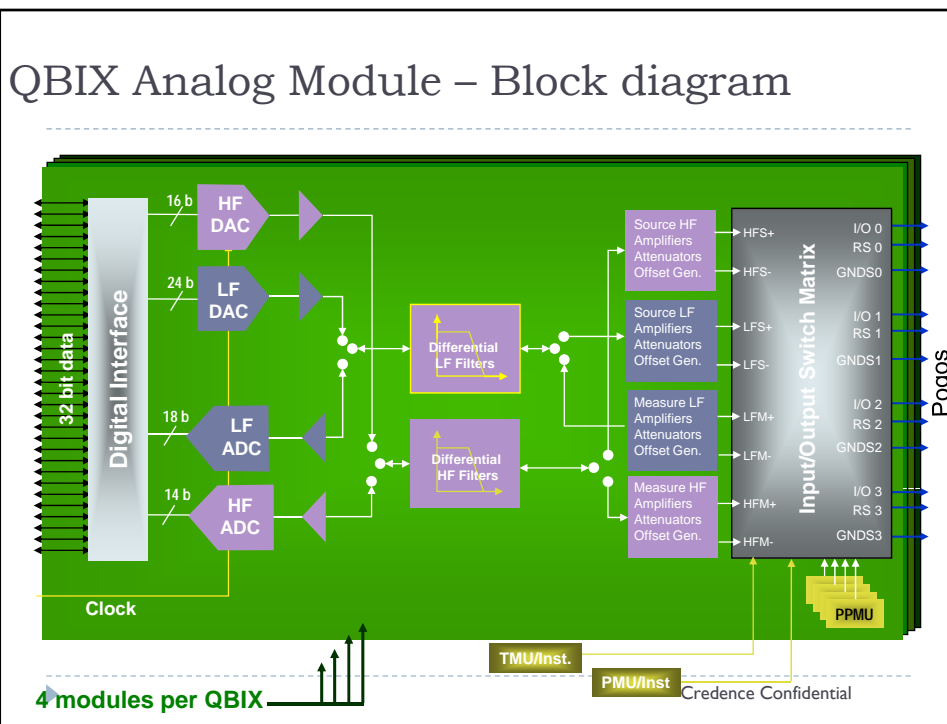 QBIX Analog Module – Block diagram
32 bit data
Digital Interface
16 b
HF
DAC
24 b
LF
DAC
18 b
LF
ADC
14 b
HF
ADC
Clock
Differential
LF Filters
Differential
HF Filters
Source HF
Amplifiers
Attenuators
Offset Gen.
Source LF
Amplifiers
Attenuators
Offset Gen.
Measure LF
Amplifiers
Attenuators
Offset Gen.
Measure HF
Amplifiers
Attenuators
Offset Gen.
HFS+
HFS-
LFS+
LFS-
LFM+
LFM-
HFM+
HFM-
Input/Output Switch Matrix
I/O 0
RS 0
GNDS0
I/O 1
RS 1
GNDS1
I/O 2
RS 2
GNDS2
I/O 3
RS 3
GNDS3
Pogos
PPMU
TMU/Inst.
PMU/Inst
4 modules per QBIX
Credence Confidential